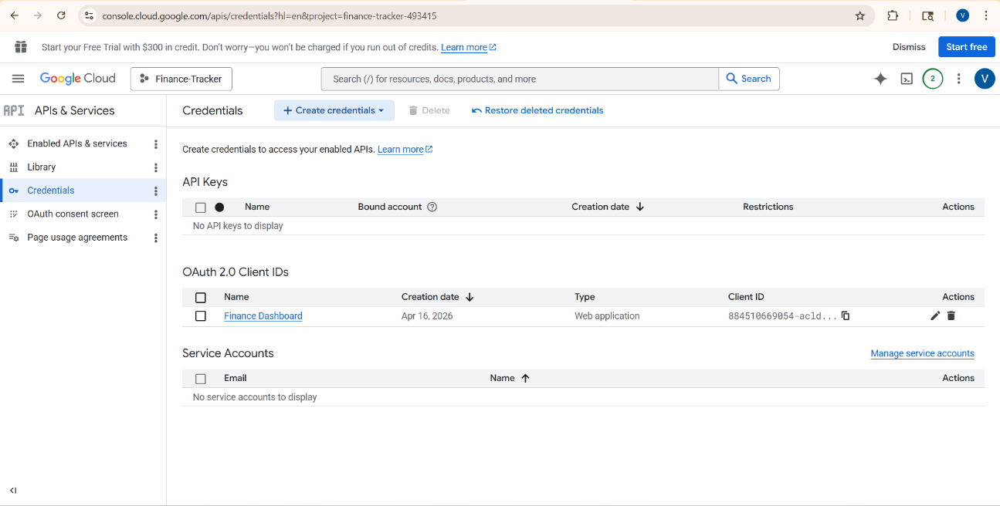 console.cloud.google.com/apis/credentials?hl=en&project=finance-tracker-493415
V
Start your Free Trial with $300 in credit. Don't worry—you won't be charged if you run out of credits. Learn more
Dismiss
Start free
Google Cloud
Finance-Tracker
Search (/) for resources, docs, products, and more
Search
2
V
API APIs & Services
Credentials
+ Create credentials
Delete
Restore deleted credentials
Enabled APIs & services
Library
Credentials
OAuth consent screen
Page usage agreements
Create credentials to access your enabled APIs. Learn more
API Keys
Name Bound account Creation date Restrictions Actions
No API keys to display
OAuth 2.0 Client IDs
Name Creation date Type Client ID Actions
Finance Dashboard Apr 16, 2026 Web application 884510669054-acld...
Service Accounts
Manage service accounts
Email Name Actions
No service accounts to display